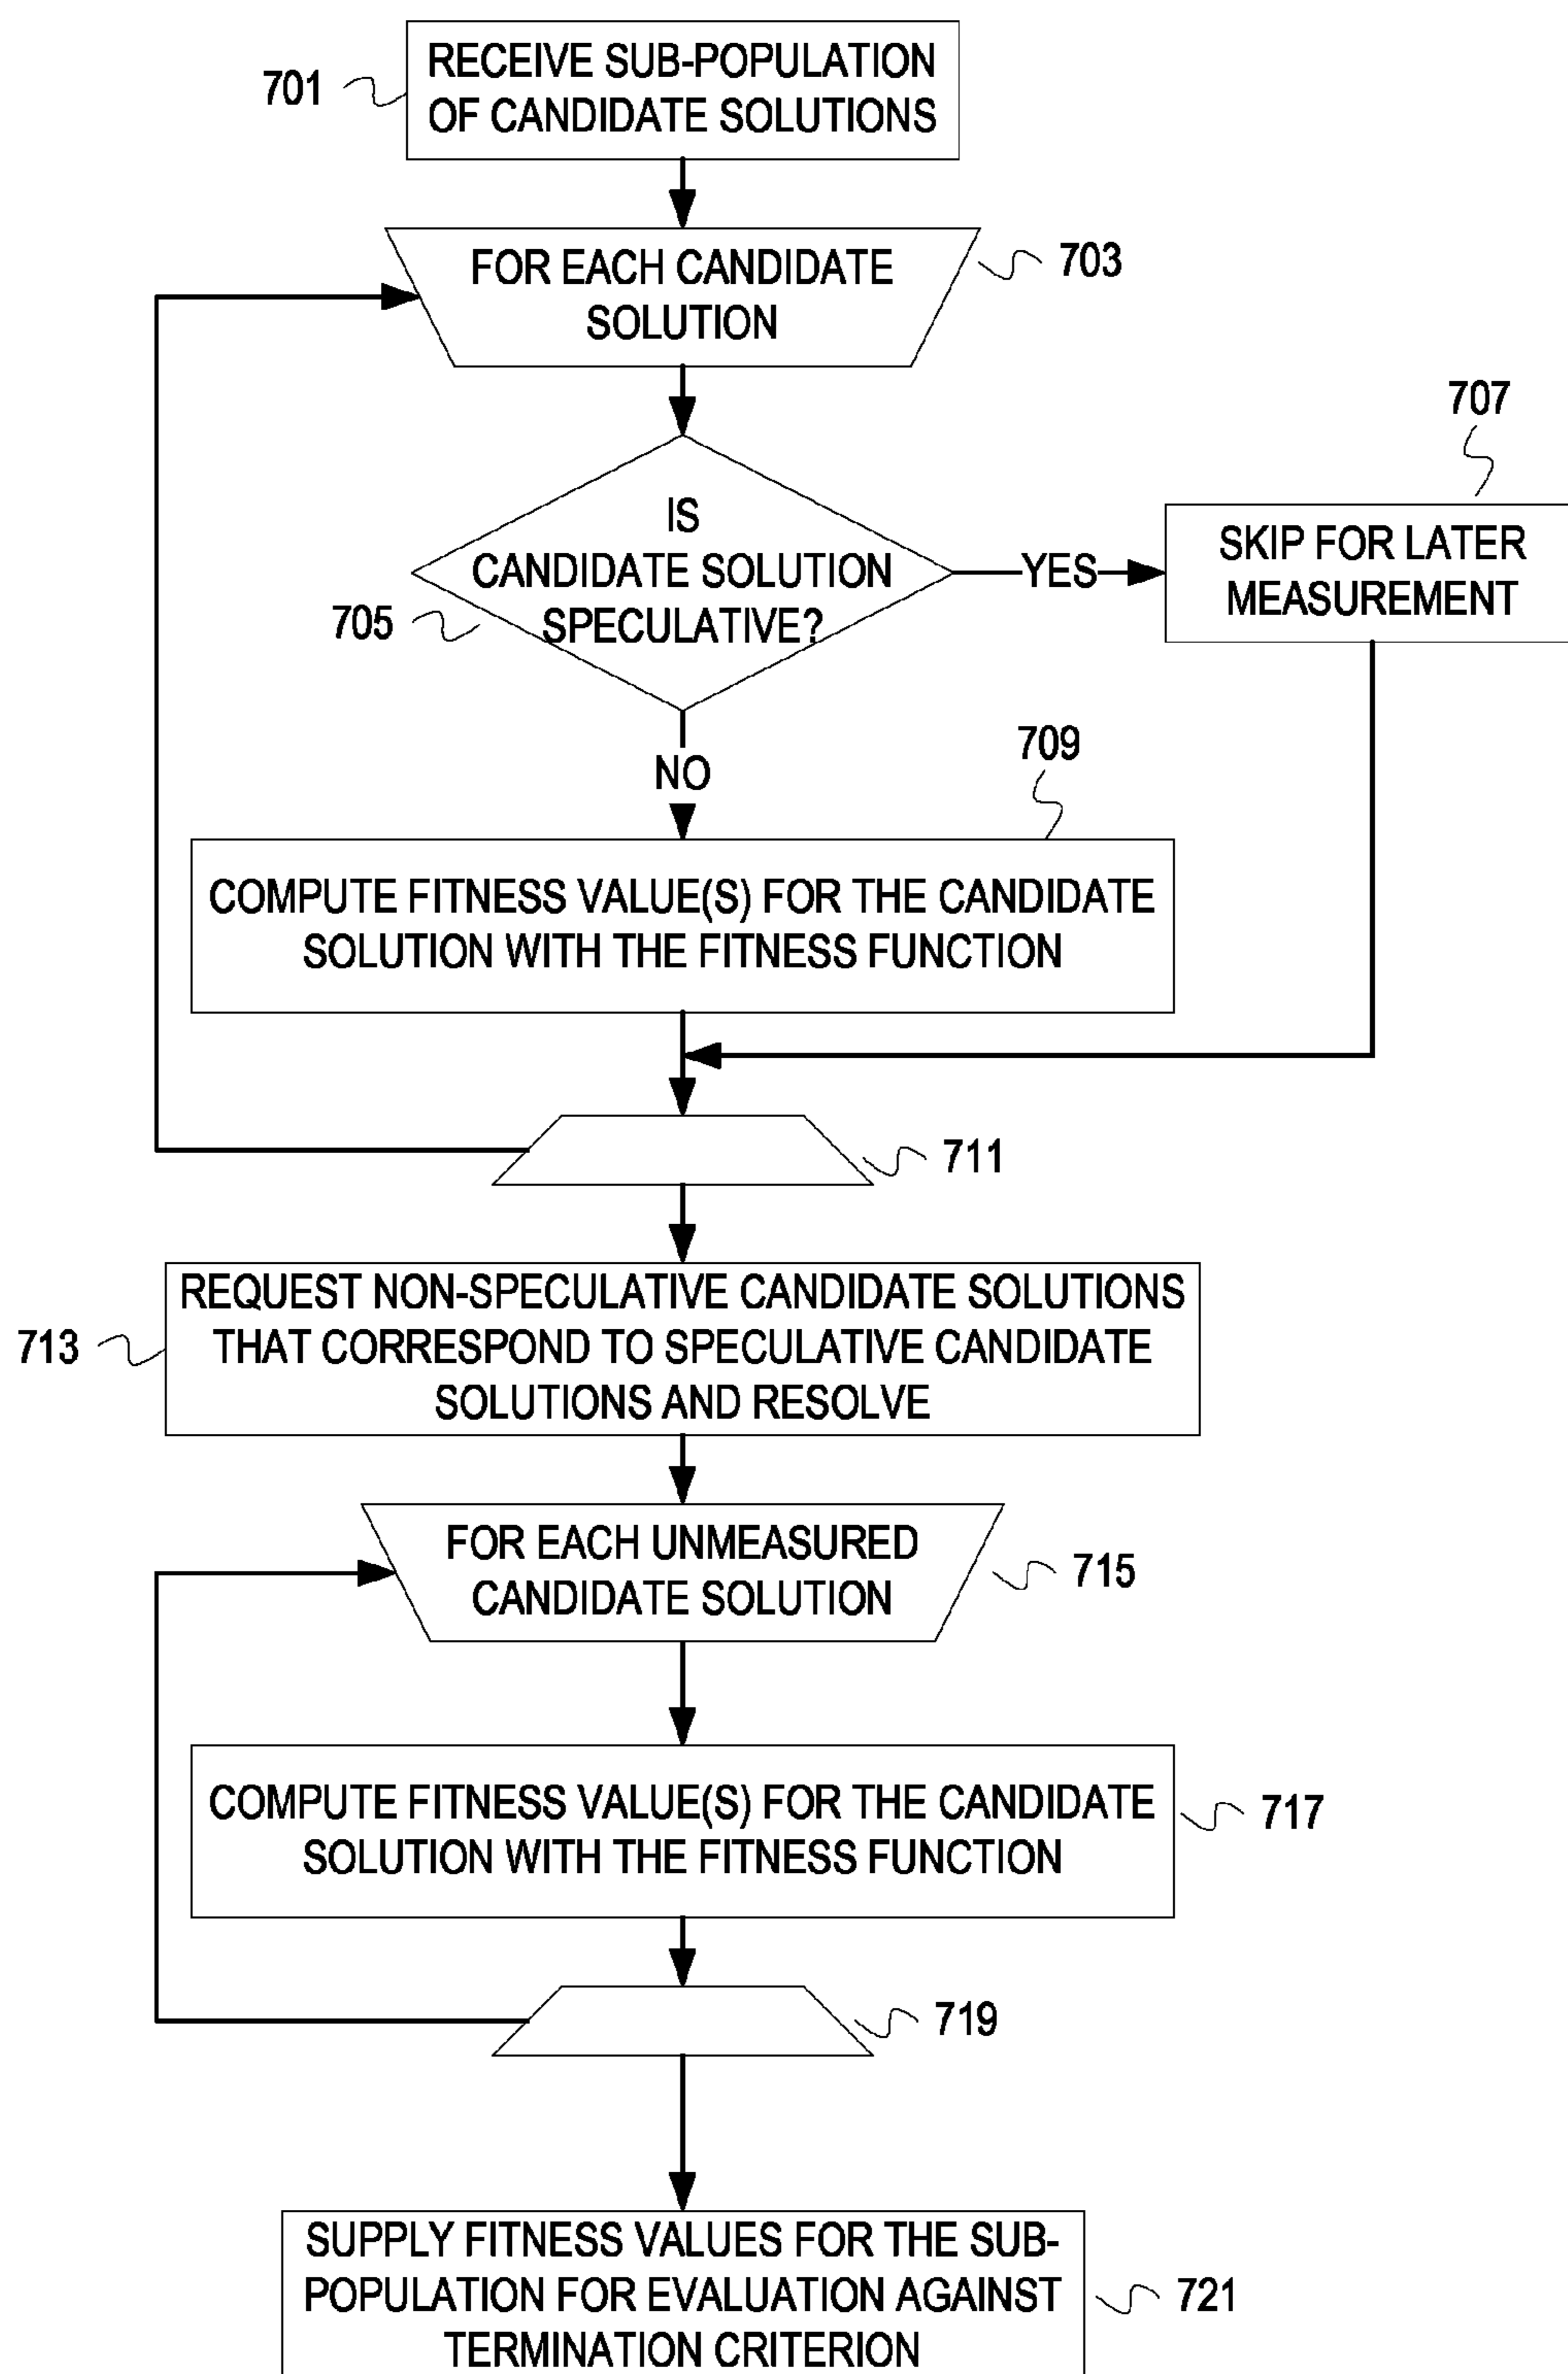 701
RECEIVE SUB-POPULATION
OF CANDIDATE SOLUTIONS
FOR EACH CANDIDATE
SOLUTION
703
707
IS
CANDIDATE SOLUTION
SPECULATIVE?
705
YES
SKIP FOR LATER
MEASUREMENT
NO
709
COMPUTE FITNESS VALUE(S) FOR THE CANDIDATE
SOLUTION WITH THE FITNESS FUNCTION
711
713
REQUEST NON-SPECULATIVE CANDIDATE SOLUTIONS
THAT CORRESPOND TO SPECULATIVE CANDIDATE
SOLUTIONS AND RESOLVE
FOR EACH UNMEASURED
CANDIDATE SOLUTION
715
COMPUTE FITNESS VALUE(S) FOR THE CANDIDATE
SOLUTION WITH THE FITNESS FUNCTION
717
719
SUPPLY FITNESS VALUES FOR THE SUB-
POPULATION FOR EVALUATION AGAINST
TERMINATION CRITERION
721